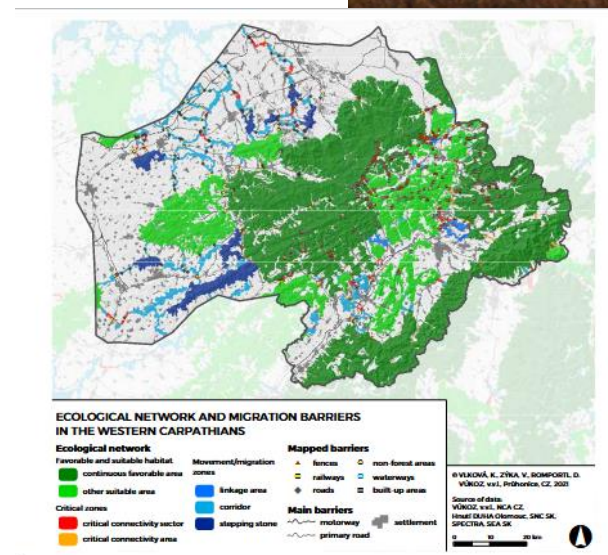 ECOLOGICAL NETWORK AND MIGRATION BARRIERS
IN THE WESTERN CARPATHIANS
Ecological network
Favorable and suitable habitat
continuous favorable area
other suitable area
Critical zones
critical connectivity sector
critical connectivity area
Movement/migration
zones
linkage area
corridor
stepping stone
Mapped barriers
fences
railways
roads
non-forest areas
waterways
built-up areas
Main barriers
motorway
primary road
settlement
© VLKOVÁ, K., ZÝKA, V., ROMPORTL, D.
VÚKOZ, v.v.i., Průhonice, CZ, 2021
Source of data:
VÚKOZ, v.v.i., NCA CZ,
Hnutí DUHA Olomouc, SNC SK,
SPECTRA, SEA SK
0 10 20 km